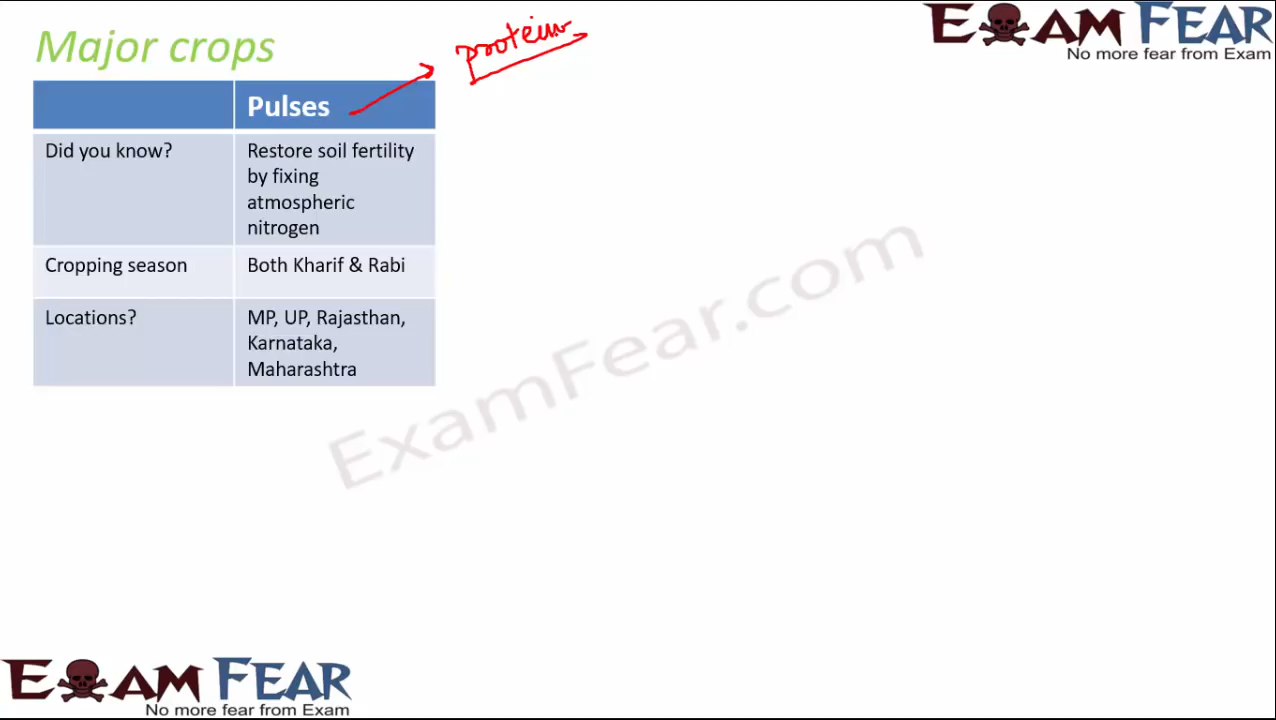 Major crops
protein
EXAM FEAR
No more fear from Exam
Pulses
Did you know?
Restore soil fertility
by fixing
atmospheric
nitrogen
Cropping season
Both Kharif & Rabi
Locations?
MP, UP, Rajasthan,
Karnataka,
Maharashtra
ExamFear.com
EXAM FEAR
No more fear from Exam